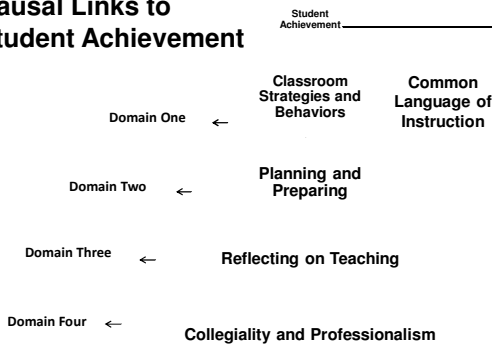 ausal Links to
tudent Achievement
Student
Achievement
Classroom
Strategies and
Behaviors
Common
Language of
Instruction
Domain One
Planning and
Preparing
Domain Two
Domain Three
Reflecting on Teaching
Domain Four
Collegiality and Professionalism